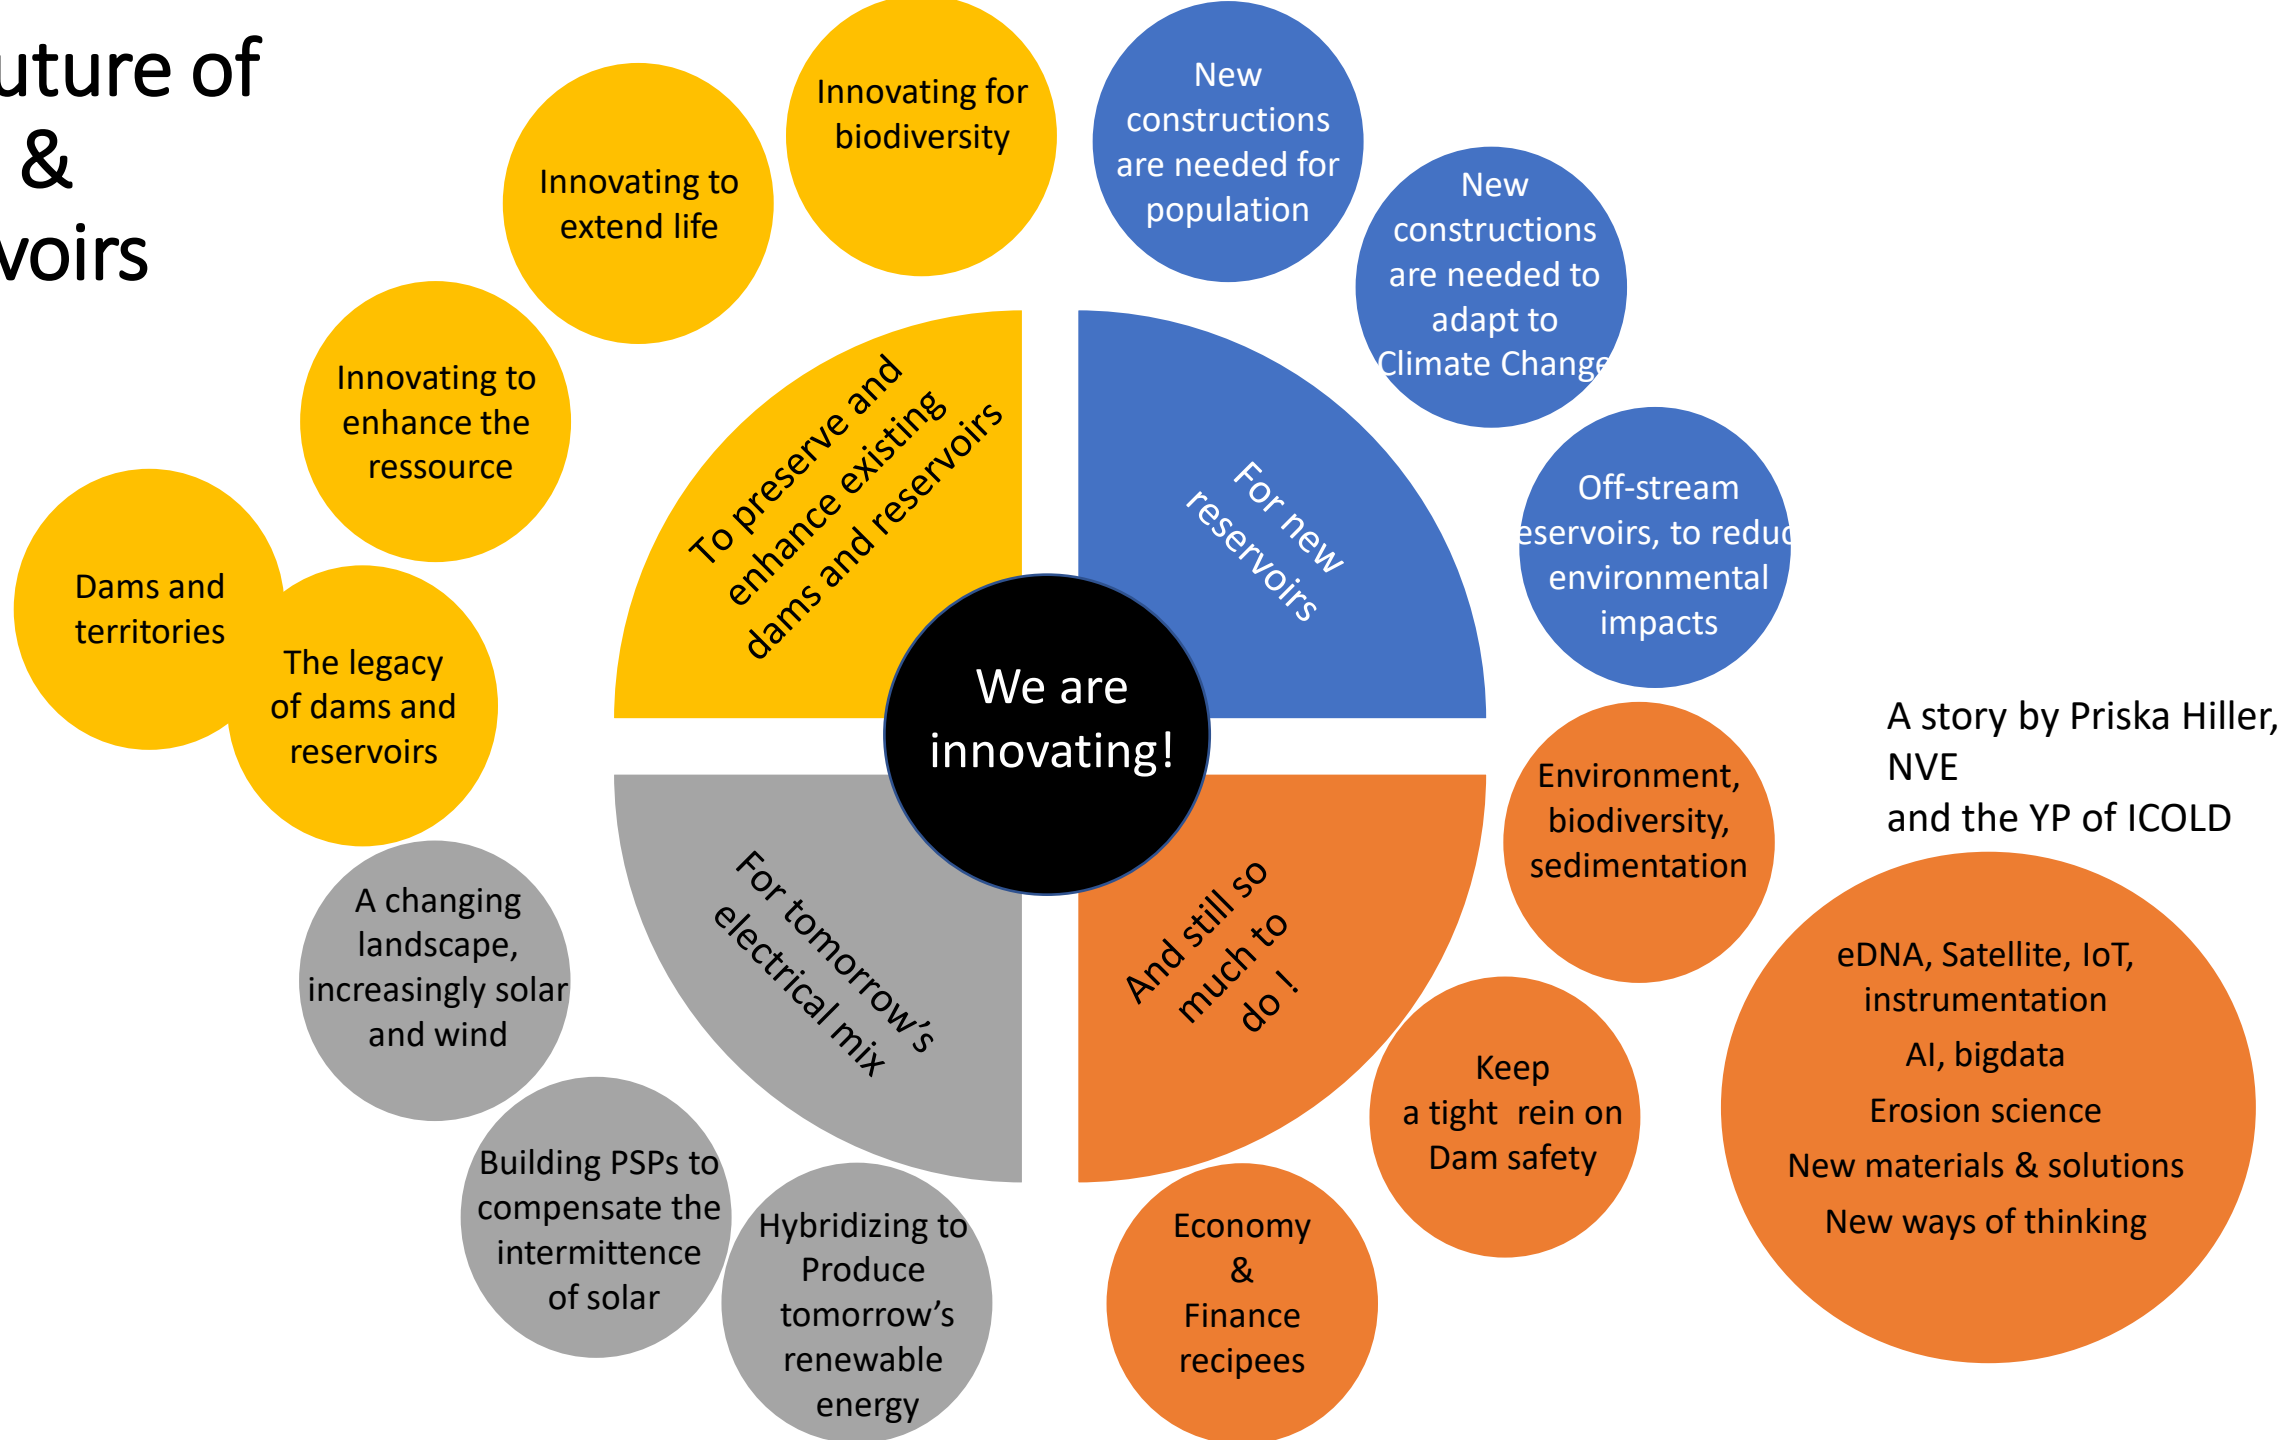 uture of
&
voirs
Innovating for
biodiversity
Innovating to
extend life
Innovating to
enhance the
ressource
Dams and
territories
The legacy
of dams and
reservoirs
To preserve and
enhance existing
dams and reservoirs
New
constructions
are needed for
population
New
constructions
are needed to
adapt to
Climate Change
Off-stream
eservoirs, to reduc
environmental
impacts
For new
reservoirs
We are
innovating!
A changing
landscape,
increasingly solar
and wind
Building PSPs to
compensate the
intermittence
of solar
Hybridizing to
Produce
tomorrow’s
renewable
energy
For tomorrow’s
electrical mix
And still so
much to
do !
Environment,
biodiversity,
sedimentation
Keep
a tight  rein on
Dam safety
Economy
&
Finance
recipees
A story by Priska Hiller,
NVE
and the YP of ICOLD
eDNA, Satellite, IoT,
instrumentation
AI, bigdata
Erosion science
New materials & solutions
New ways of thinking